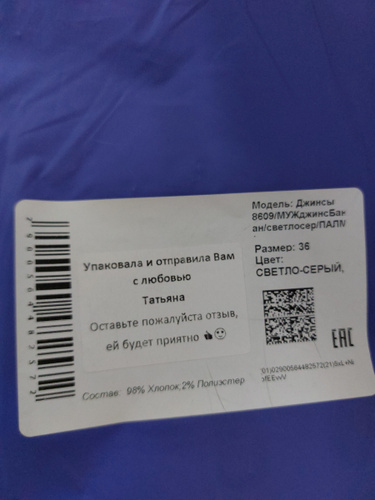 Модель: Джинсы
8609/МУЖджинсБан
ан/светлосер/ПАЛМ
Размер: 36
Цвет:
СВЕТЛО-СЕРЫЙ,
Упаковала и отправила Вам
с любовью
Татьяна
Оставьте пожалуйста отзыв,
ей будет приятно
EAC
Состав: 98% Хлопок,2% Полиэстер